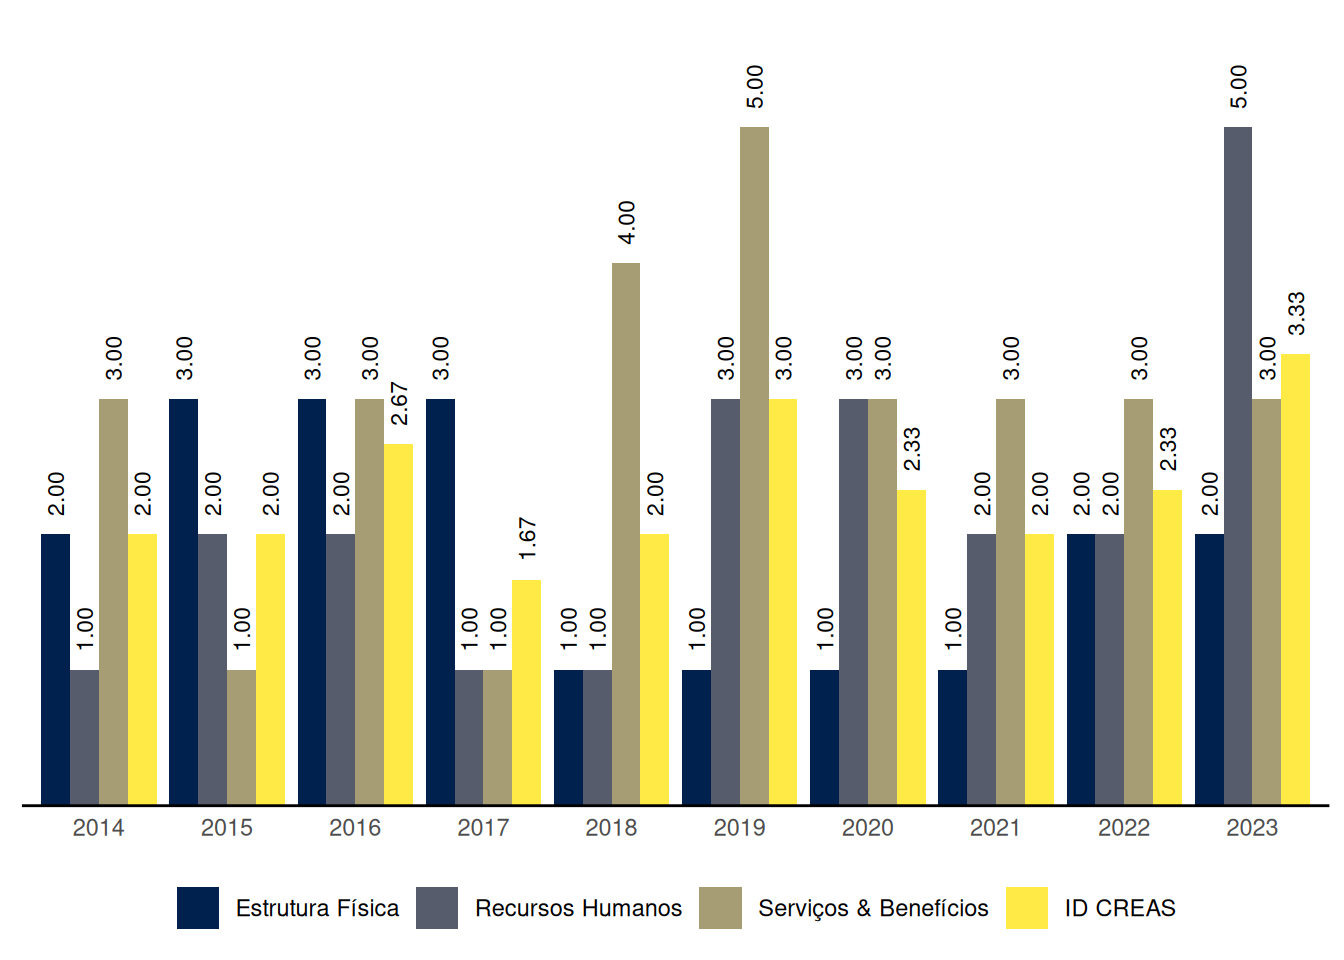 5.00 5.00
4.00
3.33
3.00 3.00 3.00 3.00 3.00 3.00 3.00 3.00 3.00 3.00 3.00 3.00
2.67
2.33 2.33
2.00 2.00 2.00 2.00 2.00 2.00 2.00 2.00 2.00 2.00 2.00
1.67
1.00 1.00 1.00 1.00 1.00 1.00 1.00 1.00 1.00
2014 2015 2016 2017 2018 2019 2020 2021 2022 2023
Estrutura Física Recursos Humanos Serviços & Benefícios ID CREAS